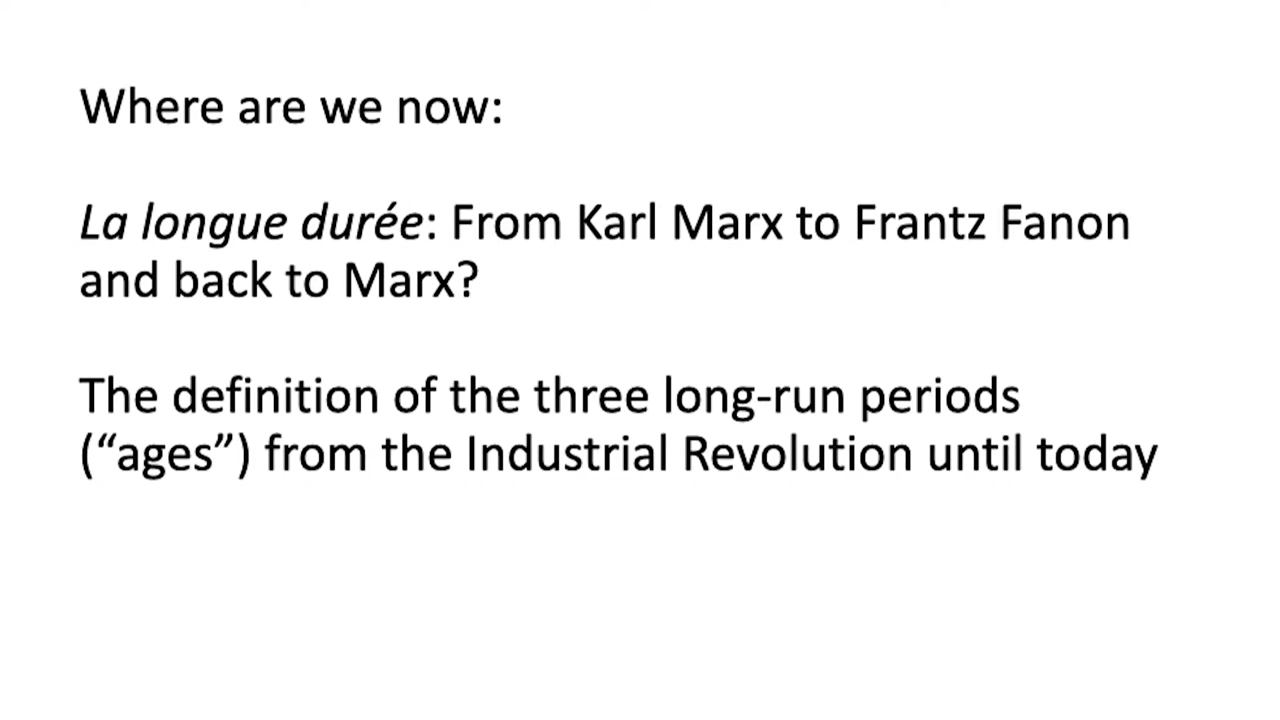 Where are we now:
La longue durée: From Karl Marx to Frantz Fanon
and back to Marx?
The definition of the three long-run periods
(“ages”) from the Industrial Revolution until today